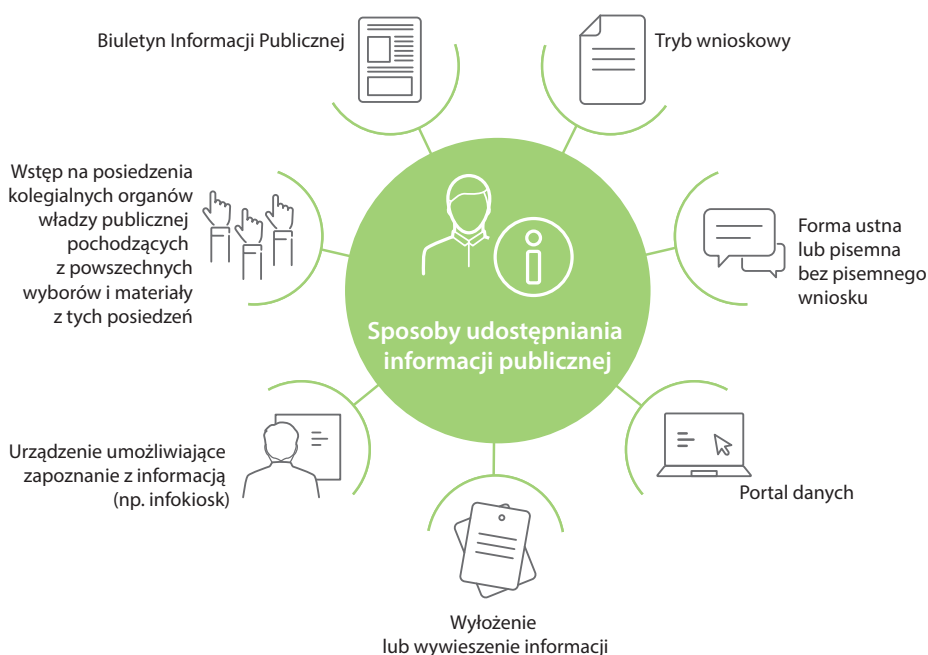 Biuletyn Informacji Publicznej
Tryb wnioskowy
Wstęp na posiedzenia
kolegialnych organów
władzy publicznej
pochodzących
z powszechnych
wyborów i materiały
z tych posiedzeń
Forma ustna
lub pisemna
bez pisemnego
wniosku
Sposoby udostępniania
informacji publicznej
Urządzenie umożliwiające
zapoznanie z informacją
(np. infokiosk)
Portal danych
Wyłożenie
lub wywieszenie informacji